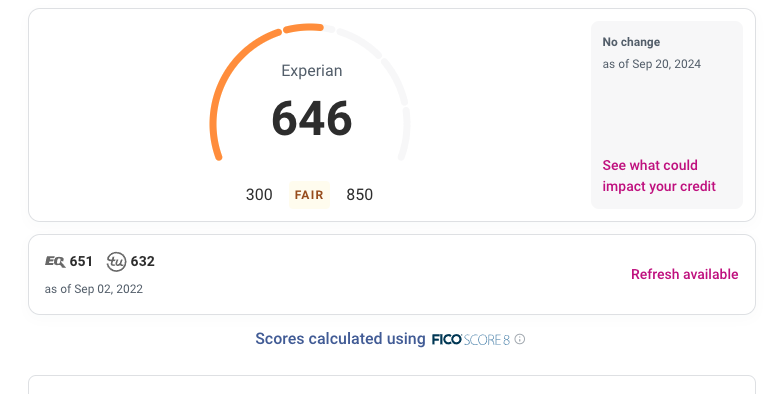 Experian
646
300 FAIR 850
No change
as of Sep 20, 2024
See what could
impact your credit
EQ 651 tu 632
as of Sep 02, 2022
Refresh available
Scores calculated using FICO SCORE 8